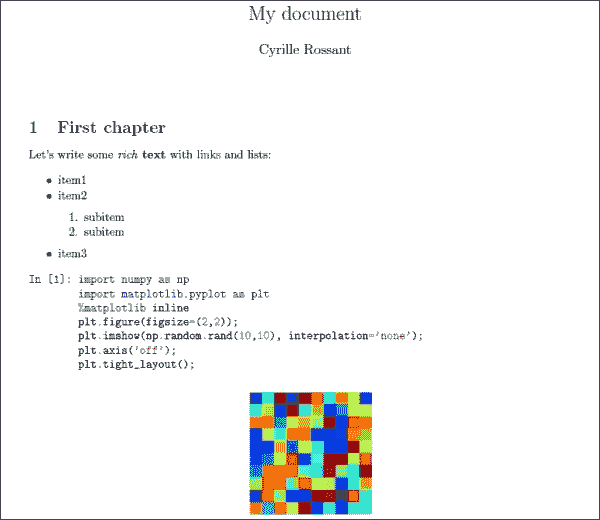 My document
Cyrille Rossant
1 First chapter
Let's write some rich text with links and lists:
• item1
• item2
1. subitem
2. subitem
• item3
In [1]: import numpy as np
import matplotlib.pyplot as plt
%matplotlib inline
plt.figure(figsize=(2,2));
plt.imshow(np.random.rand(10,10), interpolation='none');
plt.axis('off');
plt.tight_layout();